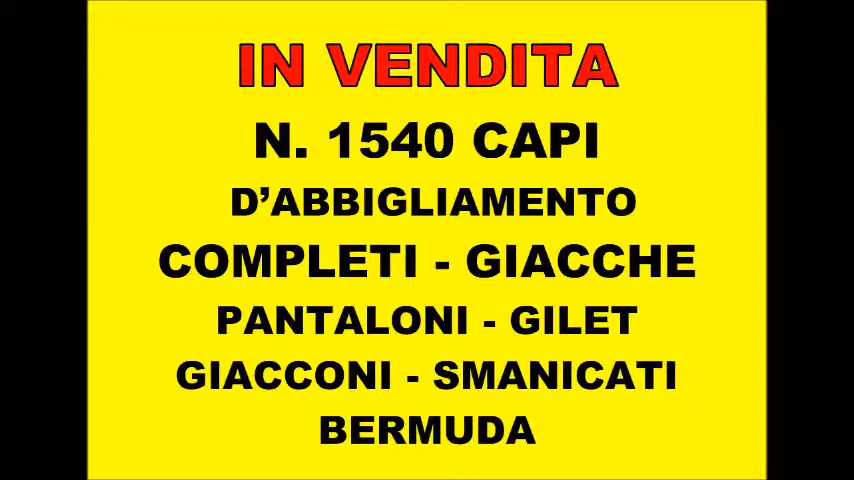 IN VENDITA
N. 1540 CAPI
D’ABBIGLIAMENTO
COMPLETI - GIACCHE
PANTALONI - GILET
GIACCONI - SMANICATI
BERMUDA